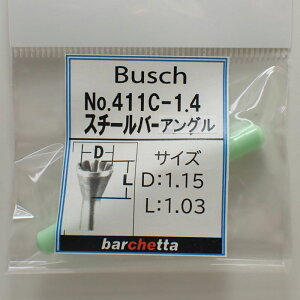 Busch
No.411C-1.4
スチールバーアングル
D
L
サイズ
D:1.15
L:1.03
barchetta